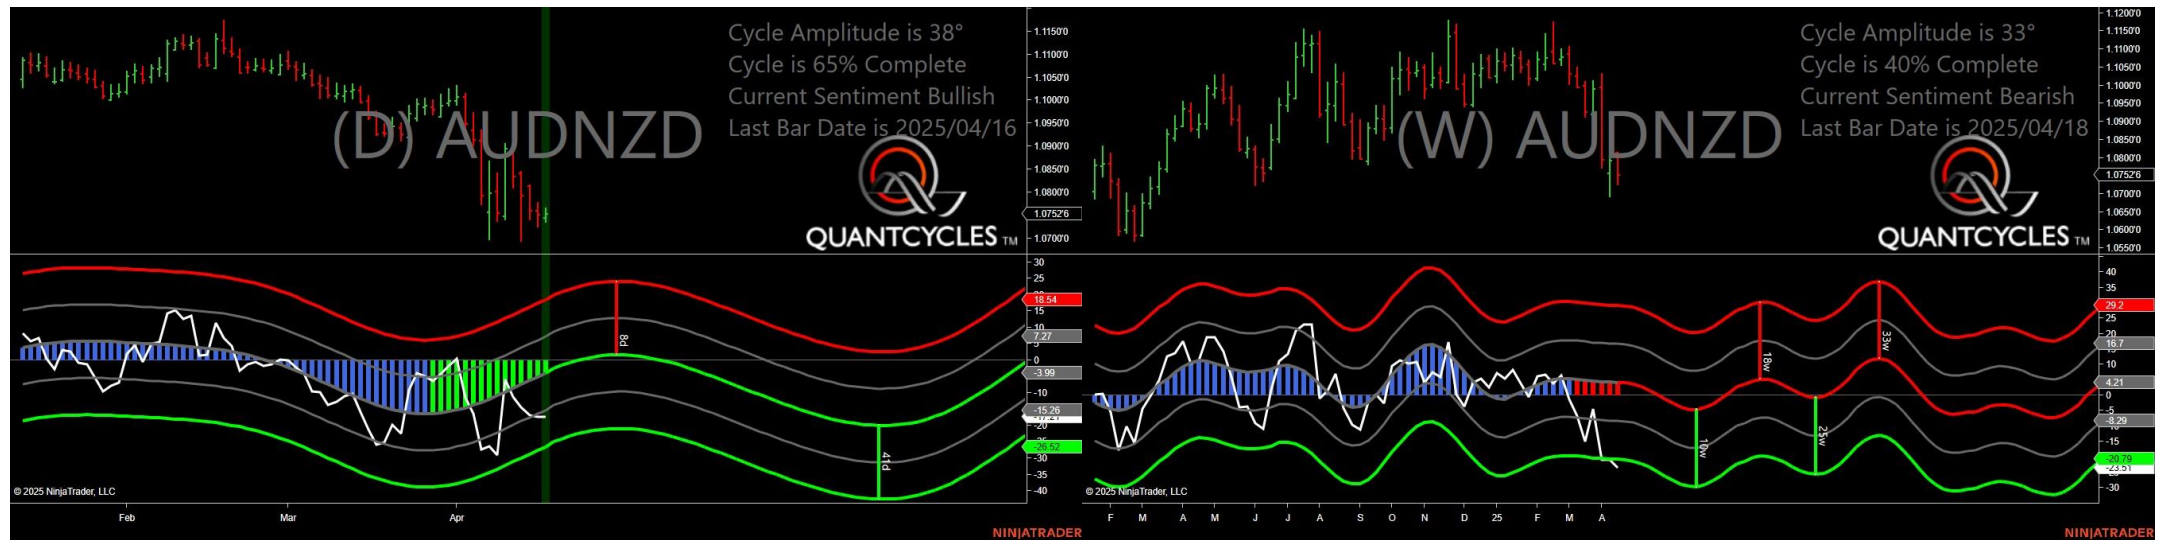 Cycle Amplitude is 38°
Cycle is 65% Complete
Current Sentiment Bullish
Last Bar Date is 2025/04/16
(D) AUDNZD
QUANTCYCLES TM
1.1150'0
1.1100'0
1.1050'0
1.1000'0
1.0950'0
1.0900'0
1.0850'0
1.0800'0
1.0752'6
1.0700'0
30
25
18.54
15
10
7.27
0
-3.99
-10
-15.26
-20
-26.52
-30
-35
-40
8d
41d
© 2025 NinjaTrader, LLC
Feb Mar Apr
NINJATRADER
Cycle Amplitude is 33°
Cycle is 40% Complete
Current Sentiment Bearish
Last Bar Date is 2025/04/18
(W) AUDNZD
QUANTCYCLES TM
1.1200'0
1.1150'0
1.1100'0
1.1050'0
1.1000'0
1.0950'0
1.0900'0
1.0850'0
1.0800'0
1.0752'6
1.0700'0
1.0650'0
1.0600'0
1.0550'0
40
35
29.2
25
20
16.7
10
4.21
0
-5
-8.29
-15
-20.79
-23.51
-30
10w
18w
25w
33w
© 2025 NinjaTrader, LLC
F M A M J J A S O N D 25 F M A
NINJATRADER